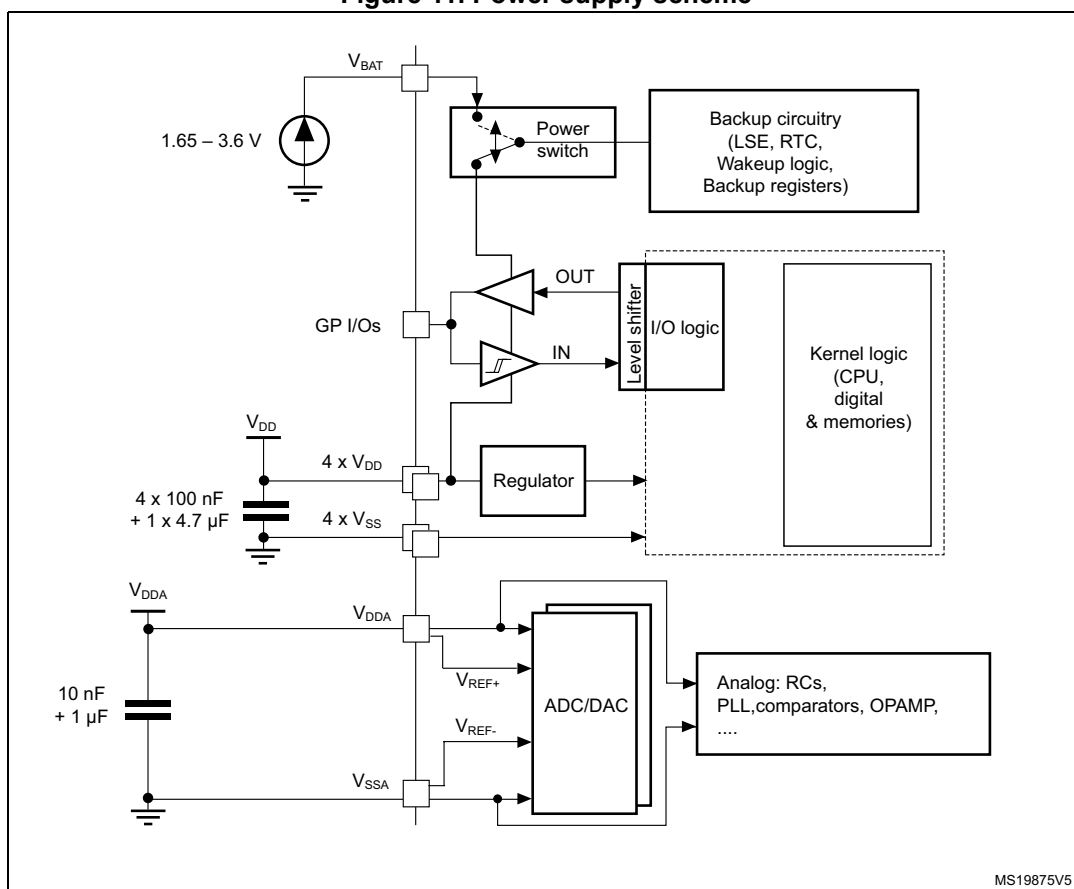 Figure Power supply scheme
VBAT
1.65 – 3.6 V
Power
switch
Backup circuitry
(LSE, RTC,
Wakeup logic,
Backup registers)
OUT
GP I/Os
IN
Level shifter
I/O logic
Kernel logic
(CPU,
digital
& memories)
VDD
4 x VDD
Regulator
4 x 100 nF
+ 1 x 4.7 µF
4 x VSS
VDDA
VDDA
VREF+
10 nF
+ 1 µF
ADC/DAC
Analog: RCs,
PLL,comparators, OPAMP,
....
VREF-
VSSA
MS19875V5